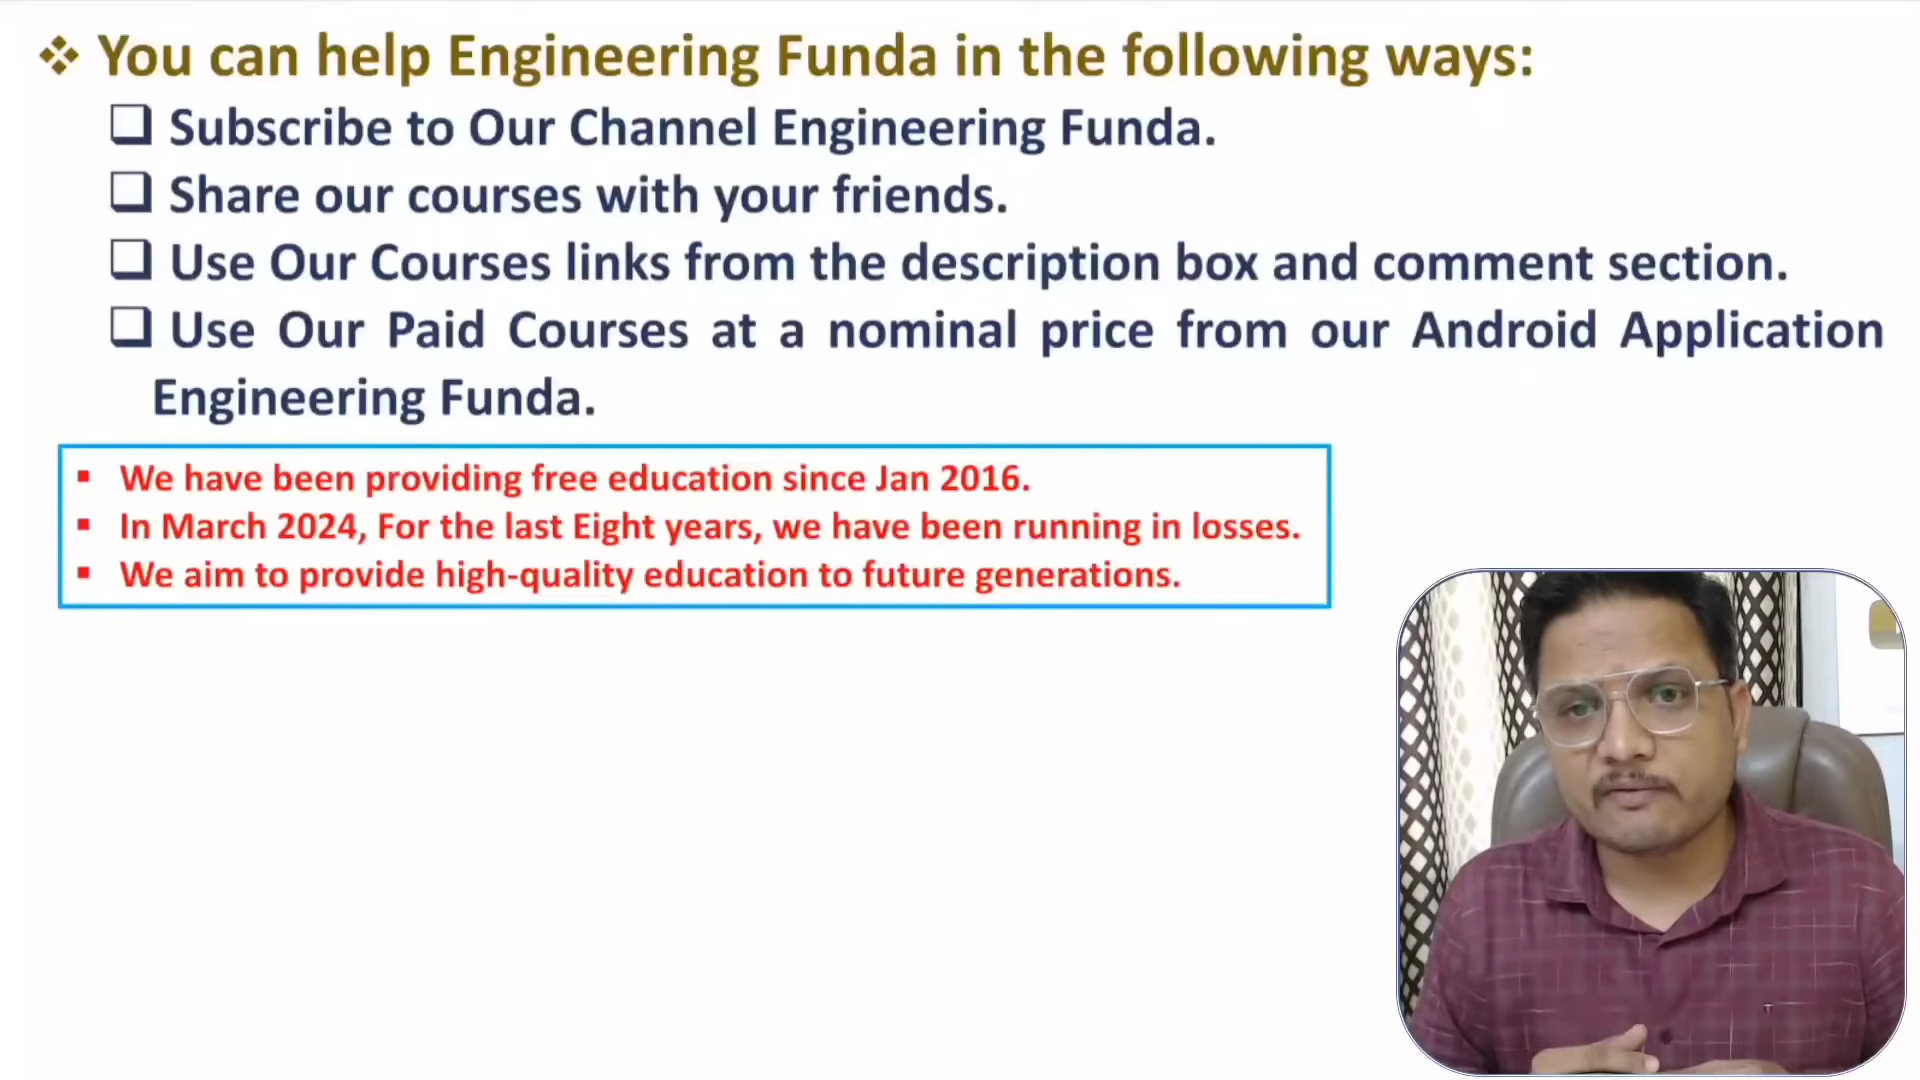 You can help Engineering Funda in the following ways:
Subscribe to Our Channel Engineering Funda.
Share our courses with your friends.
Use Our Courses links from the description box and comment section.
Use Our Paid Courses at a nominal price from our Android Application
Engineering Funda.
We have been providing free education since Jan 2016.
In March 2024, For the last Eight years, we have been running in losses.
We aim to provide high-quality education to future generations.